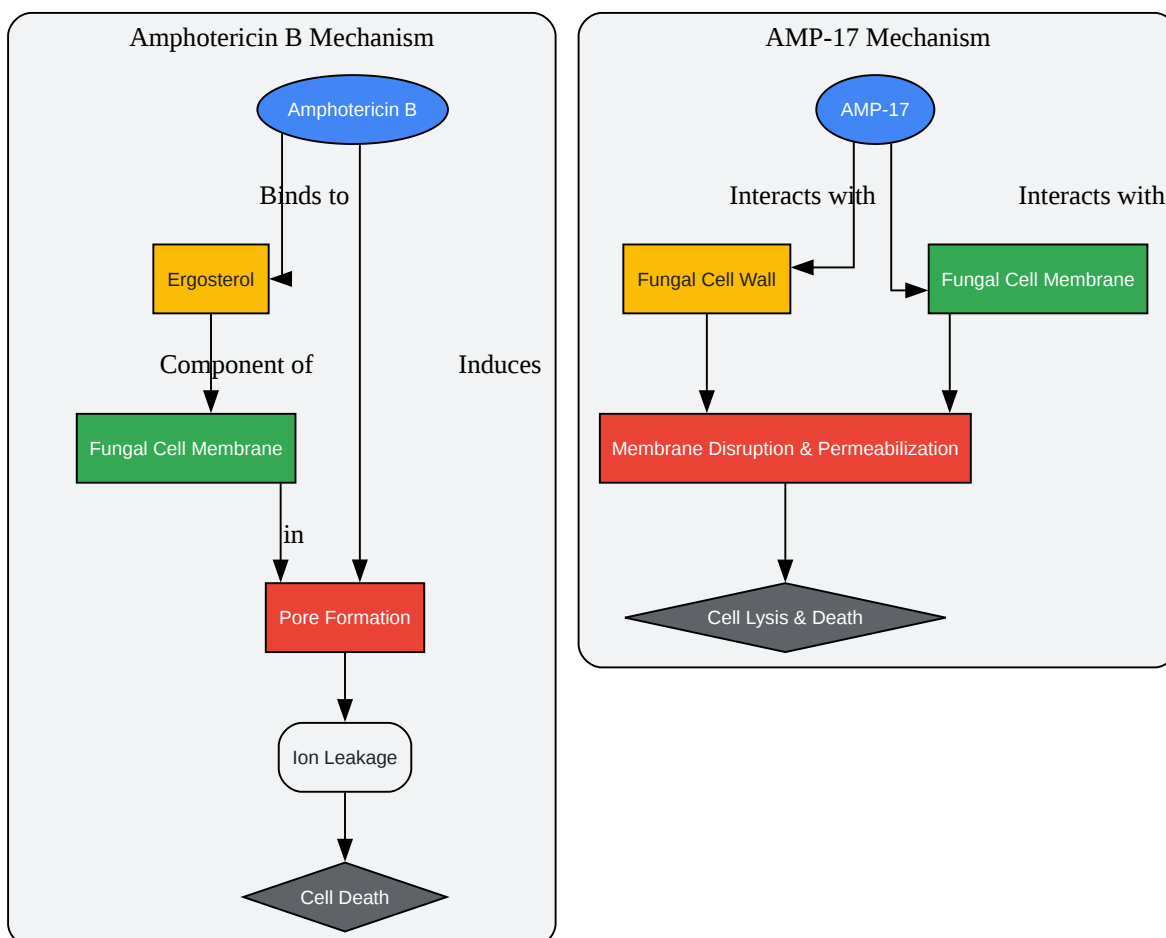 Amphotericin B Mechanism
Amphotericin B
Binds to
Ergosterol
Component of
Induces
Fungal Cell Membrane
in
Pore Formation
Ion Leakage
Cell Death
AMP-17 Mechanism
AMP-17
Interacts with
Interacts with
Fungal Cell Wall
Fungal Cell Membrane
Membrane Disruption & Permeabilization
Cell Lysis & Death